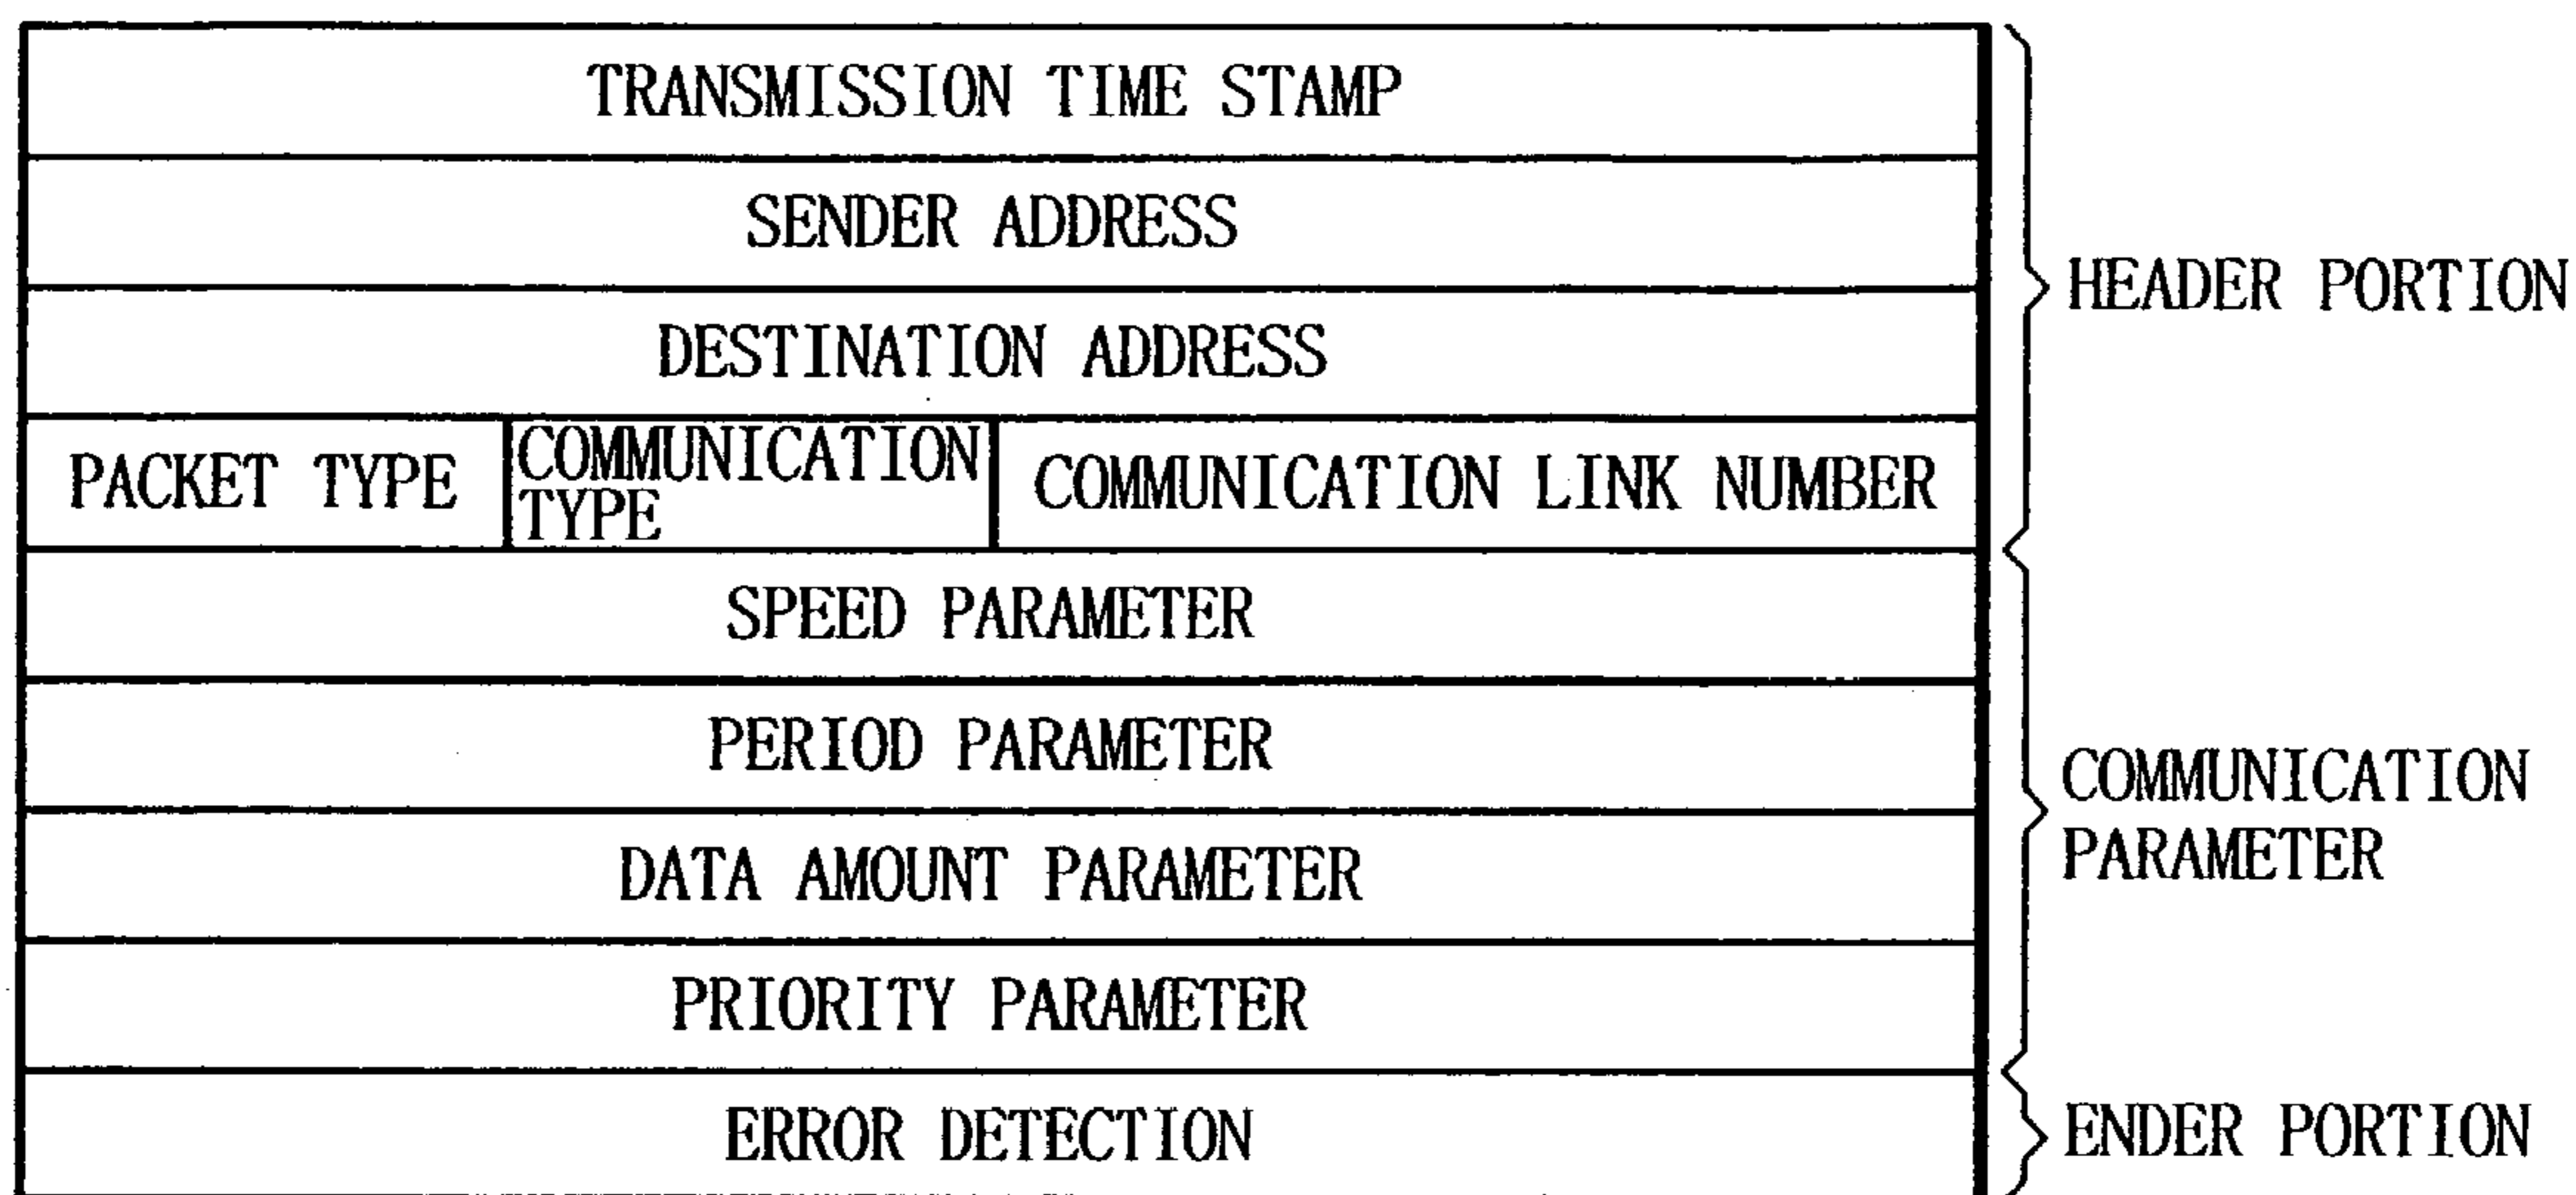 TRANSMISSION TIME STAMP
SENDER ADDRESS
DESTINATION ADDRESS
HEADER PORTION
PACKET TYPE
COMMUNICATION
TYPE
COMMUNICATION LINK NUMBER
SPEED PARAMETER
PERIOD PARAMETER
DATA AMOUNT PARAMETER
PRIORITY PARAMETER
COMMUNICATION
PARAMETER
ERROR DETECTION
ENDER PORTION